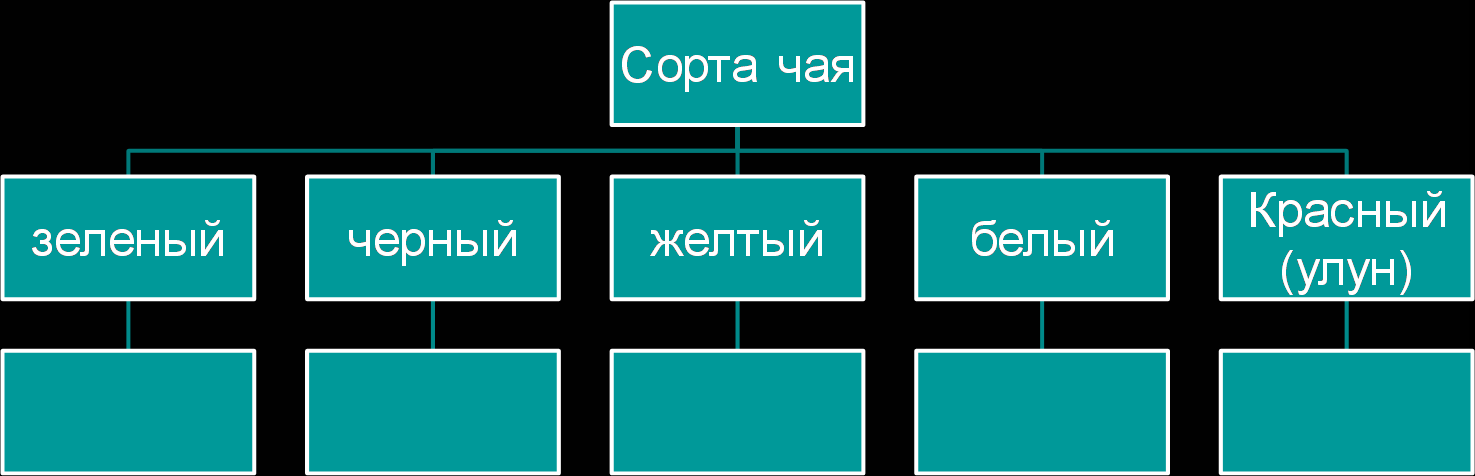 Сорта чая
зеленый
черный
желтый
белый
Красный
(улун)